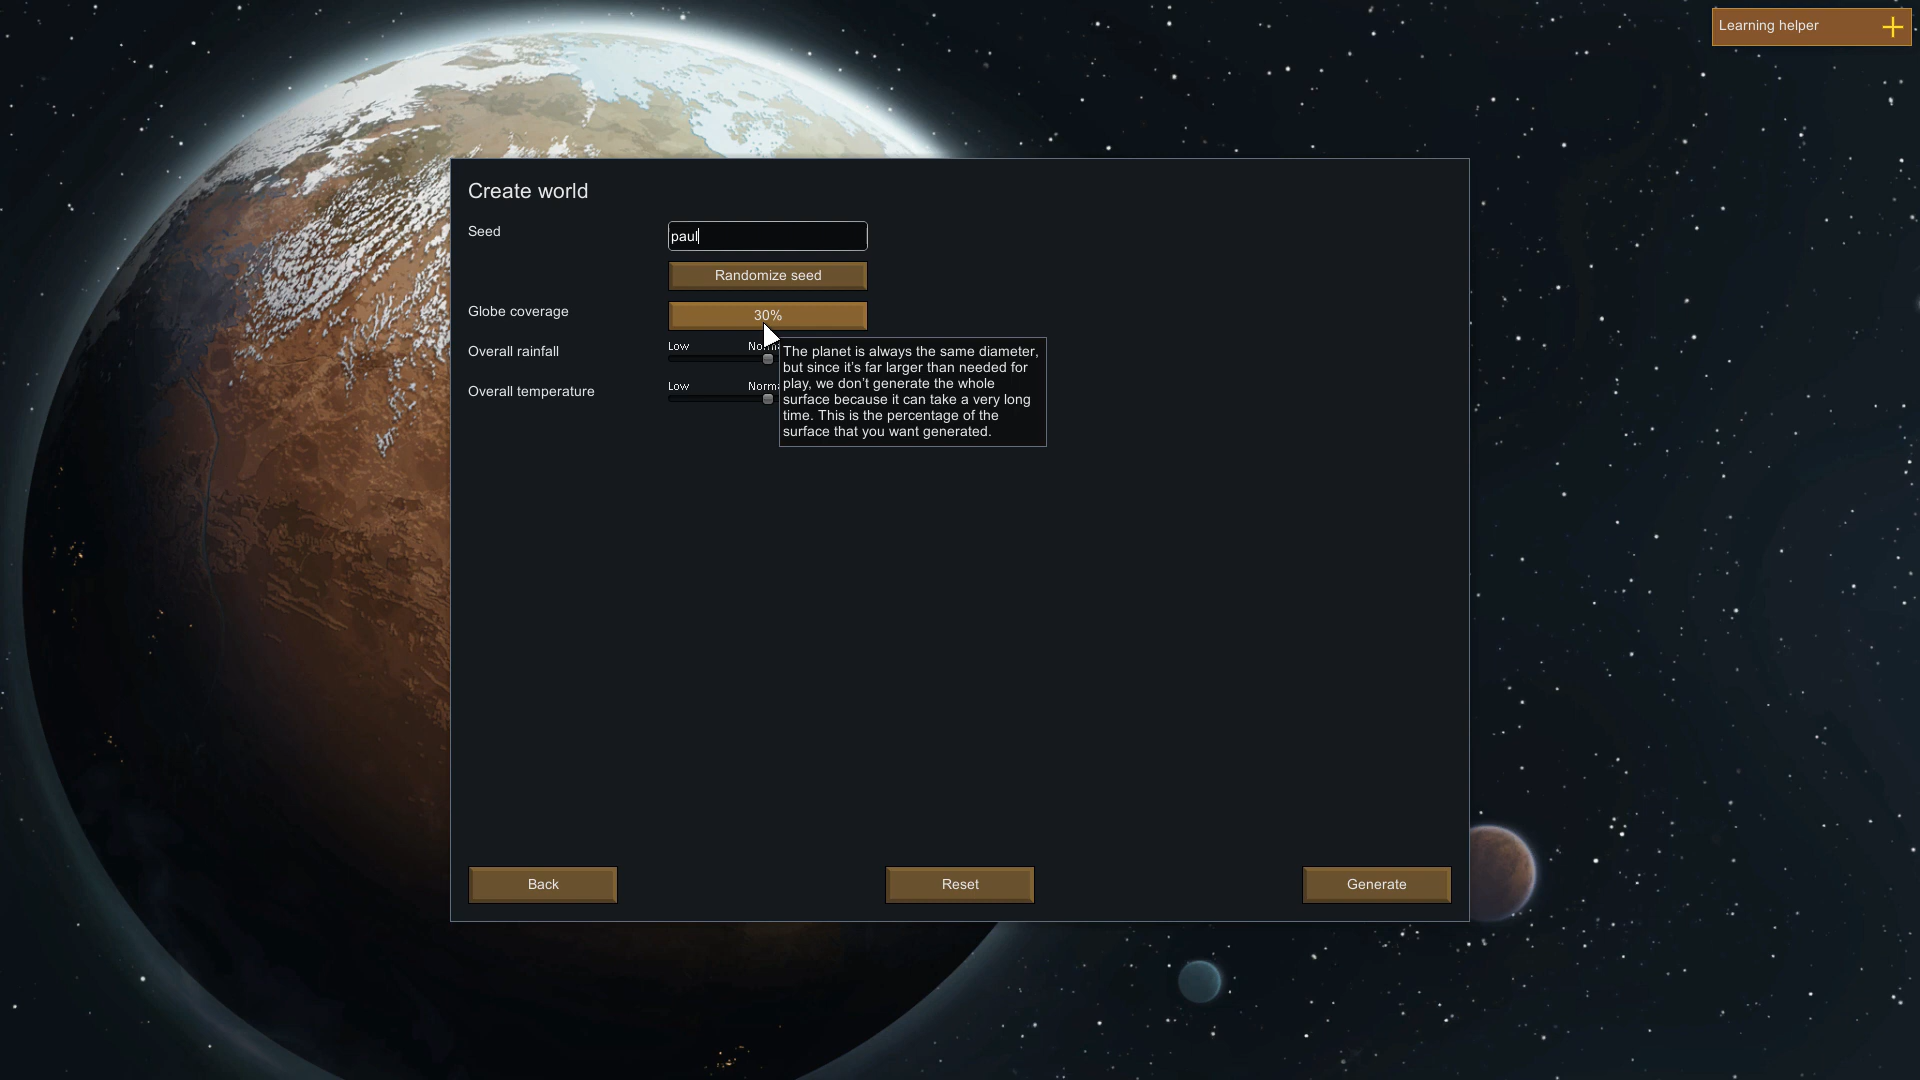 Learning helper
Create world
Seed
paul
Randomize seed
Globe coverage
30%
Overall rainfall
Low
The planet is always the same diameter,
but since it's far larger than needed for
play, we don't generate the whole
surface because it can take a very long
time. This is the percentage of the
surface that you want generated.
Overall temperature
Low
Back
Reset
Generate